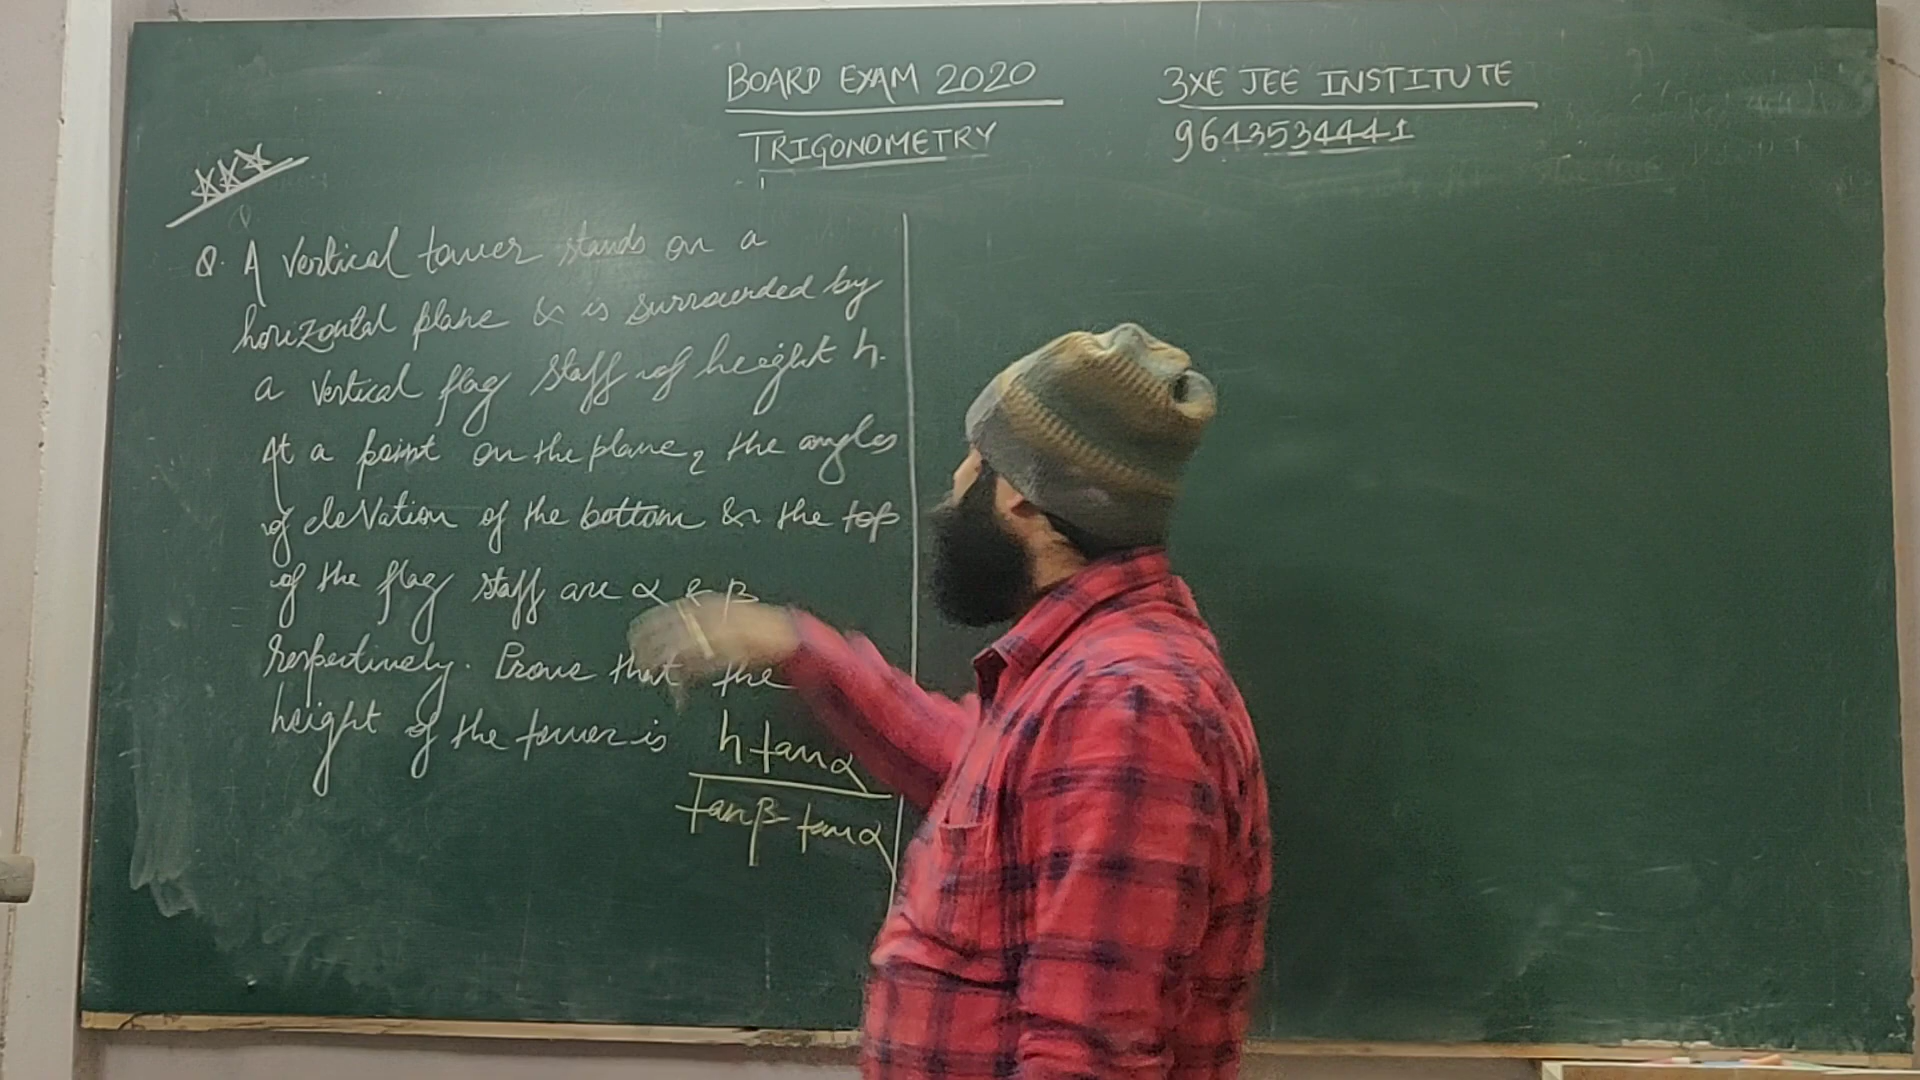 BOARD EXAM 2020
TRIGONOMETRY
3XE JEE INSTITUTE
9643534441
Q. A vertical tower stands on a
horizontal plane & is surrounded by
a vertical flag staff of height h.
At a point on the plane, the angles
of elevation of the bottom & the top
of the flag staff are α & β
respectively. Prove that the
height of the tower is h tanα
tanβ - tanα